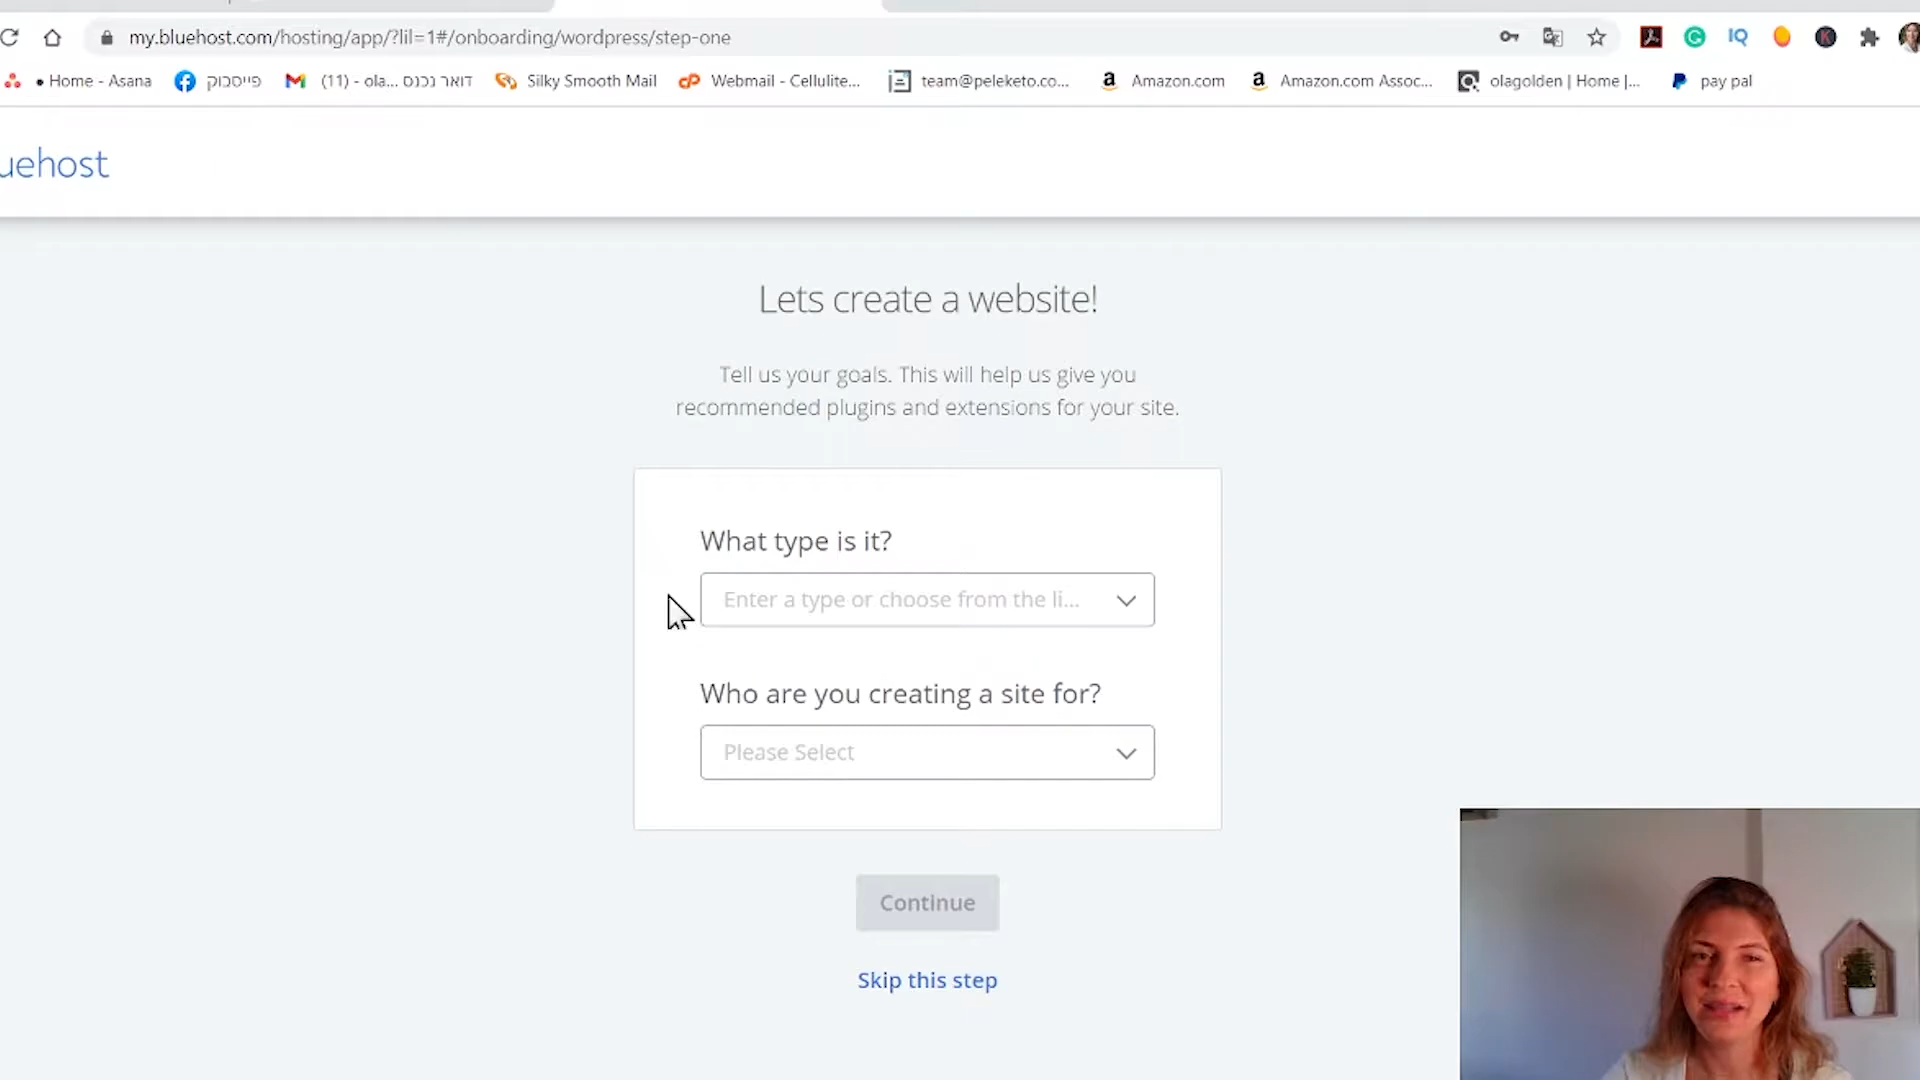 my.bluehost.com/hosting/app/?lil=1#/onboarding/wordpress/step-one
IQ
K
• Home - Asana
פייסבוק
(11) - ola... דואר נכנס
Silky Smooth Mail
Webmail - Cellulite...
team@peleketo.co...
Amazon.com
Amazon.com Assoc...
olagolden | Home |...
pay pal
uehost
Lets create a website!
Tell us your goals. This will help us give you
recommended plugins and extensions for your site.
What type is it?
Enter a type or choose from the li...
Who are you creating a site for?
Please Select
Continue
Skip this step